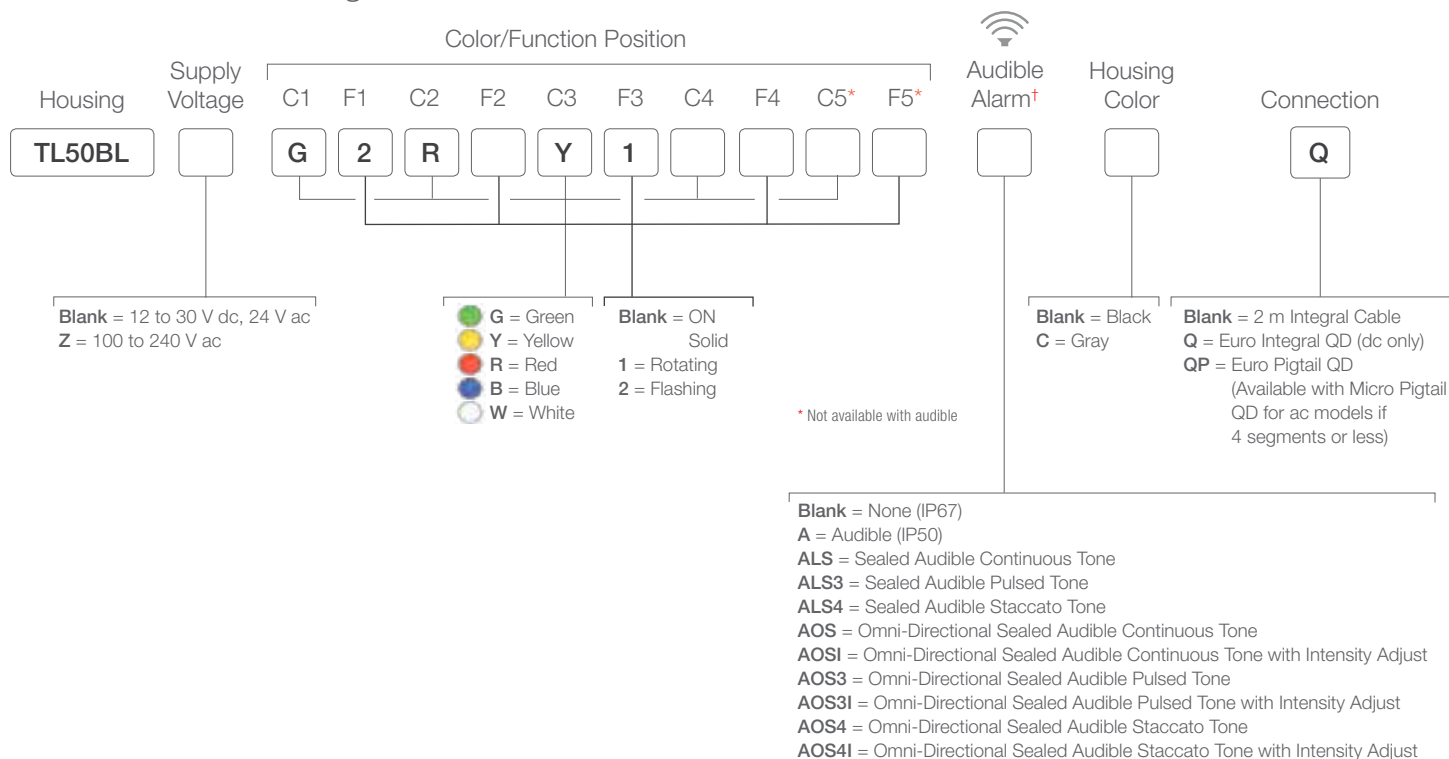 Color/Function Position
Housing
Supply
Voltage
C1 F1 C2 F2 C3 F3 C4 F4 C5* F5*
Audible
Alarm†
Housing
Color
Connection
TL50BL G 2 R Y 1 Q
Blank = 12 to 30 V dc, 24 V ac
Z = 100 to 240 V ac
G = Green
Y = Yellow
R = Red
B = Blue
W = White
Blank = ON
Solid
1 = Rotating
2 = Flashing
* Not available with audible
Blank = Black
C = Gray
Blank = 2 m Integral Cable
Q = Euro Integral QD (dc only)
QP = Euro Pigtail QD
(Available with Micro Pigtail
QD for ac models if
4 segments or less)
Blank = None (IP67)
A = Audible (IP50)
ALS = Sealed Audible Continuous Tone
ALS3 = Sealed Audible Pulsed Tone
ALS4 = Sealed Audible Staccato Tone
AOS = Omni-Directional Sealed Audible Continuous Tone
AOSI = Omni-Directional Sealed Audible Continuous Tone with Intensity Adjust
AOS3 = Omni-Directional Sealed Audible Pulsed Tone
AOS3I = Omni-Directional Sealed Audible Pulsed Tone with Intensity Adjust
AOS4 = Omni-Directional Sealed Audible Staccato Tone
AOS4I = Omni-Directional Sealed Audible Staccato Tone with Intensity Adjust